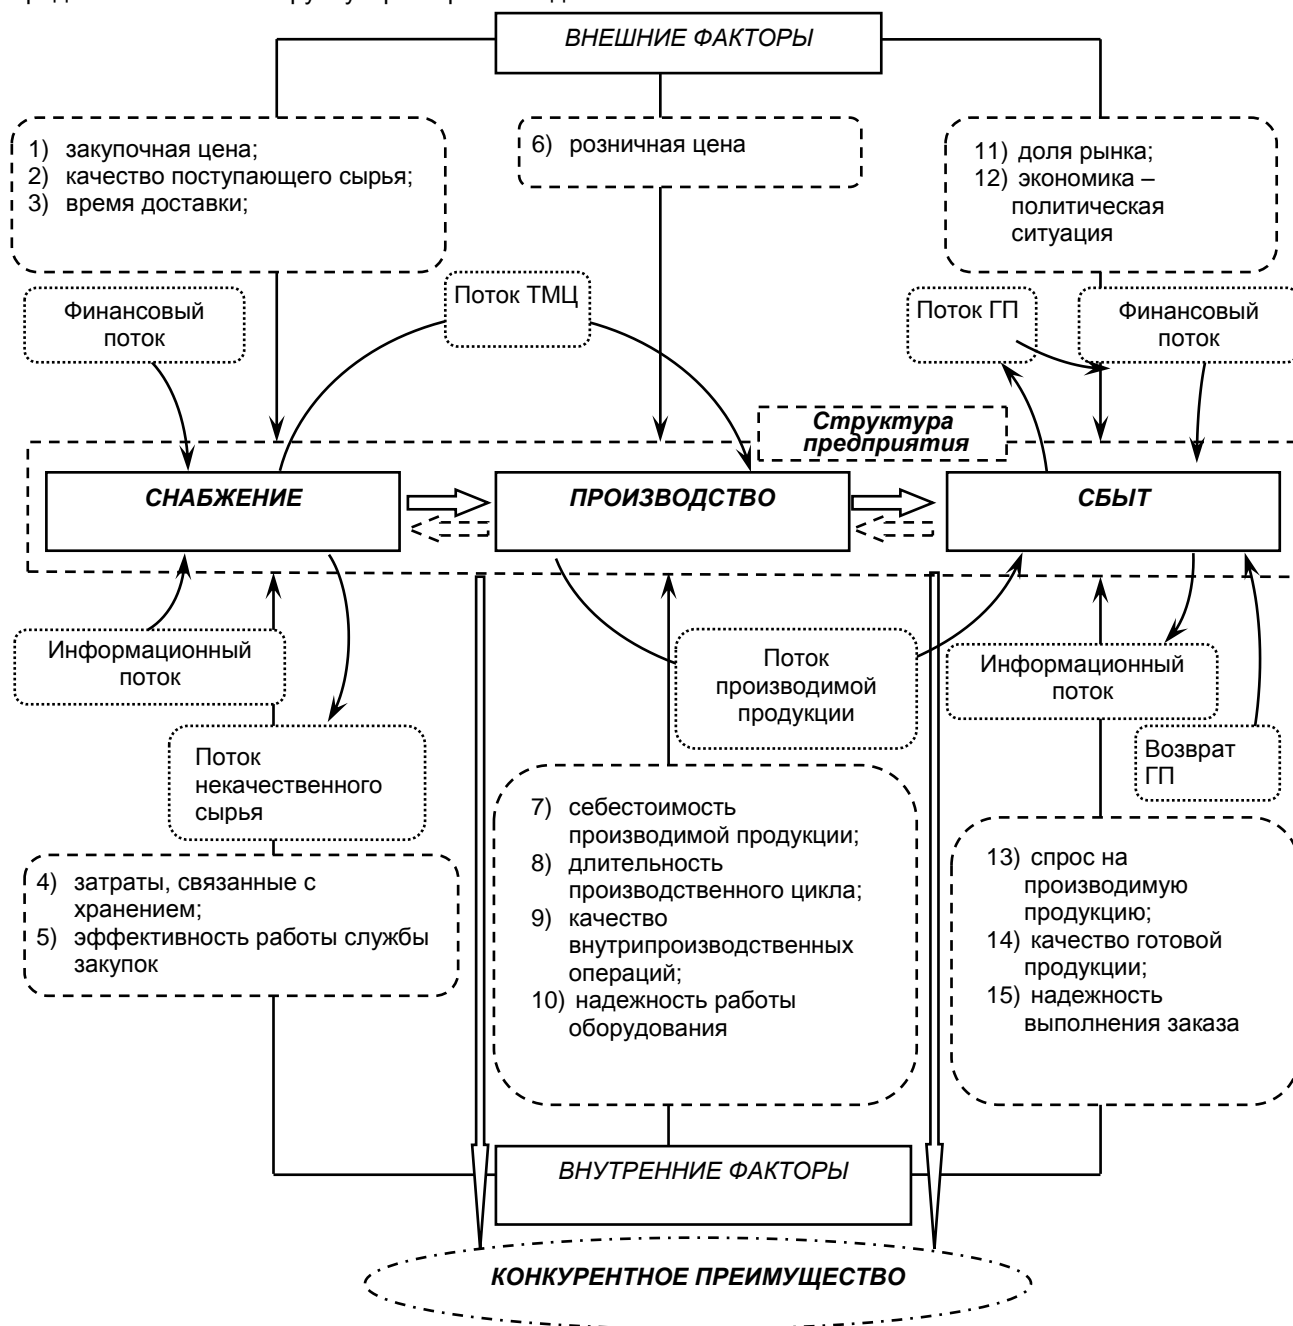 ВНЕШНИЕ ФАКТОРЫ
1) закупочная цена;
2) качество поступающего сырья;
3) время доставки;
6) розничная цена
11) доля рынка;
12) экономика –
политическая
ситуация
Финансовый
поток
Поток ТМЦ
Поток ГП
Финансовый
поток
Структура
предприятия
СНАБЖЕНИЕ
ПРОИЗВОДСТВО
СБЫТ
Информационный
поток
Поток
производимой
продукции
Информационный
поток
Поток
некачественного
сырья
Возврат
ГП
4) затраты, связанные с
хранением;
5) эффективность работы службы
закупок
7) себестоимость
производимой продукции;
8) длительность
производственного цикла;
9) качество
внутрипроизводственных
операций;
10) надежность работы
оборудования
13) спрос на
производимую
продукцию;
14) качество готовой
продукции;
15) надежность
выполнения заказа
ВНУТРЕННИЕ ФАКТОРЫ
КОНКУРЕНТНОЕ ПРЕИМУЩЕСТВО